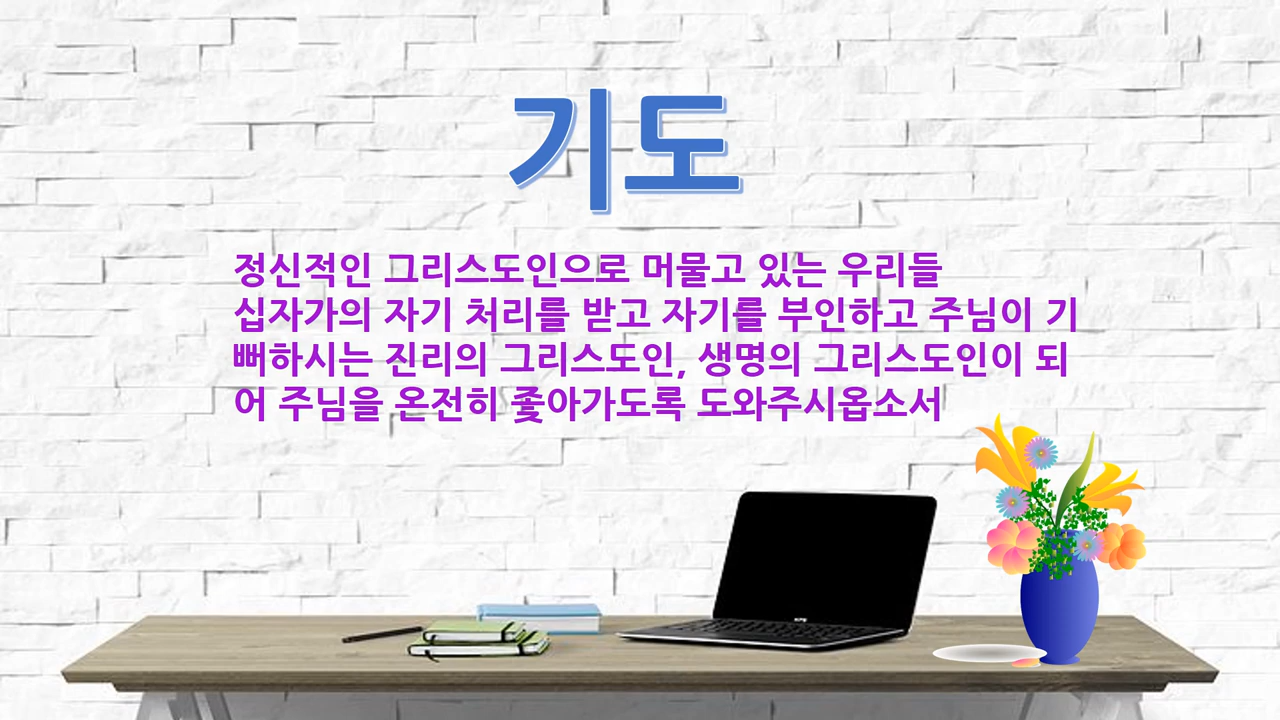 기도
정신적인 그리스도인으로 머물고 있는 우리들
십자가의 자기 처리를 받고 자기를 부인하고 주님이 기
뻐하시는 진리의 그리스도인, 생명의 그리스도인이 되
어 주님을 온전히 좇아가도록 도와주시옵소서